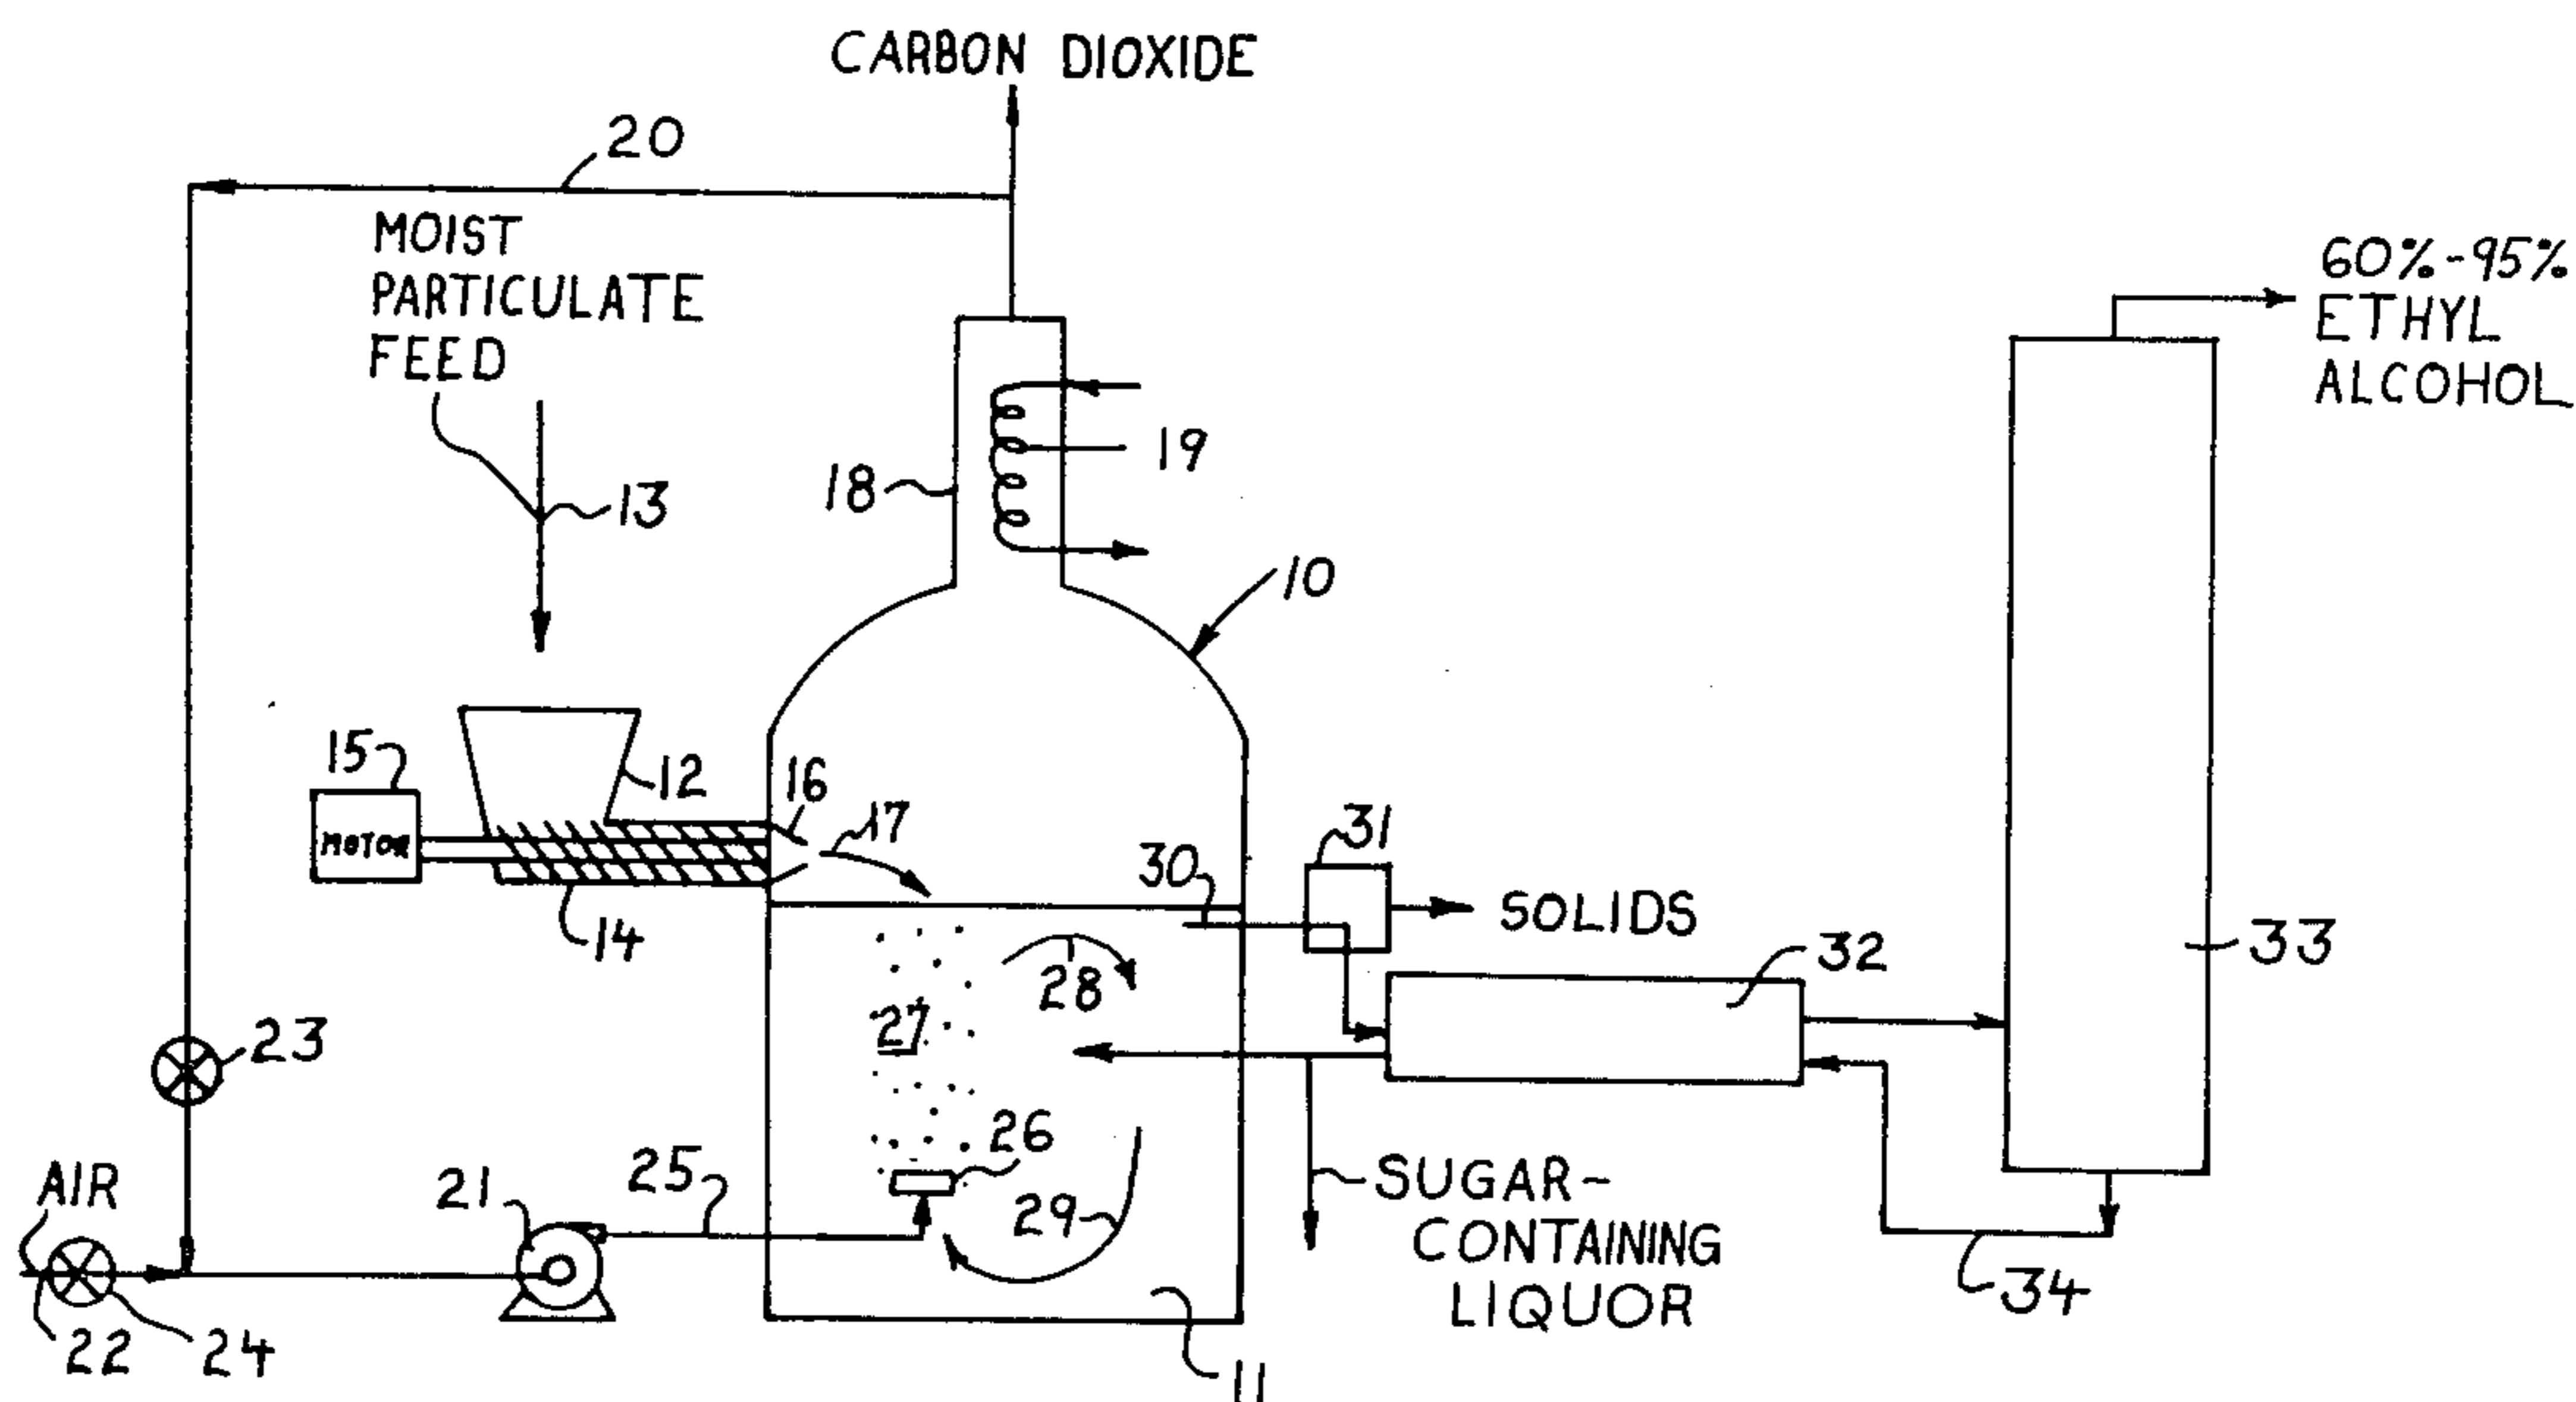 CARBON DIOXIDE
20
MOIST
PARTICULATE
FEED
13
60%-95%
ETHYL
ALCOHOL
19
18
10
15
MOTOR
12
16
17
14
30
31
SOLIDS
28
27
32
33
23
26
25
21
AIR
29
SUGAR-
CONTAINING
LIQUOR
22
24
34
11